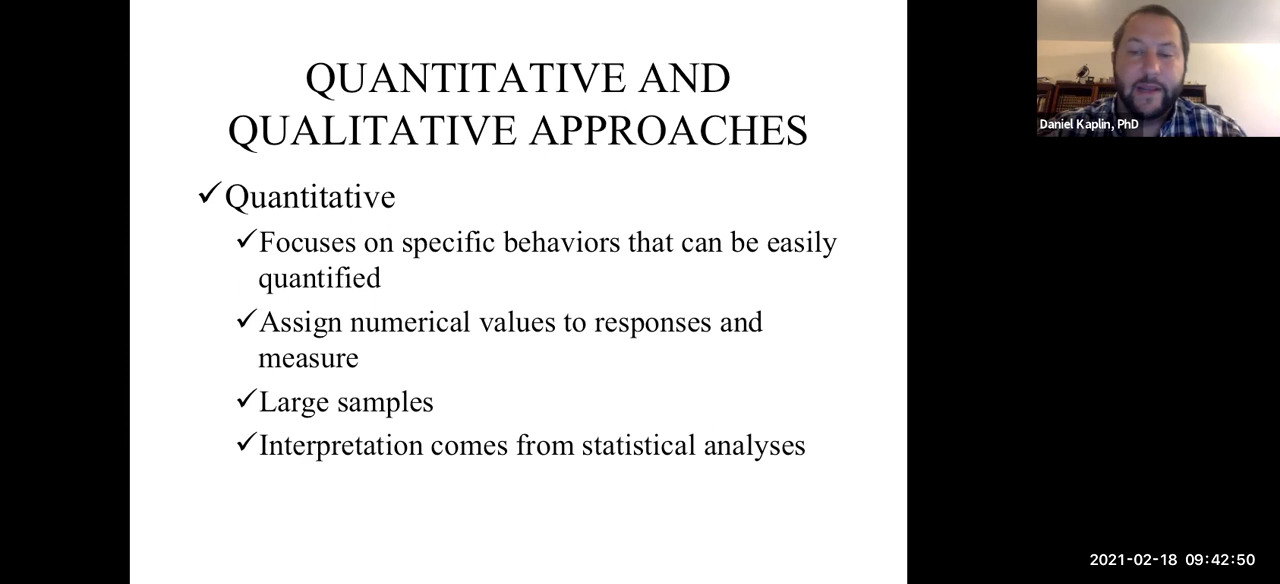 QUANTITATIVE AND
QUALITATIVE APPROACHES
✓Quantitative
✓Focuses on specific behaviors that can be easily
quantified
✓Assign numerical values to responses and
measure
✓Large samples
✓Interpretation comes from statistical analyses
Daniel Kaplin, PhD
2021-02-18 09:42:50